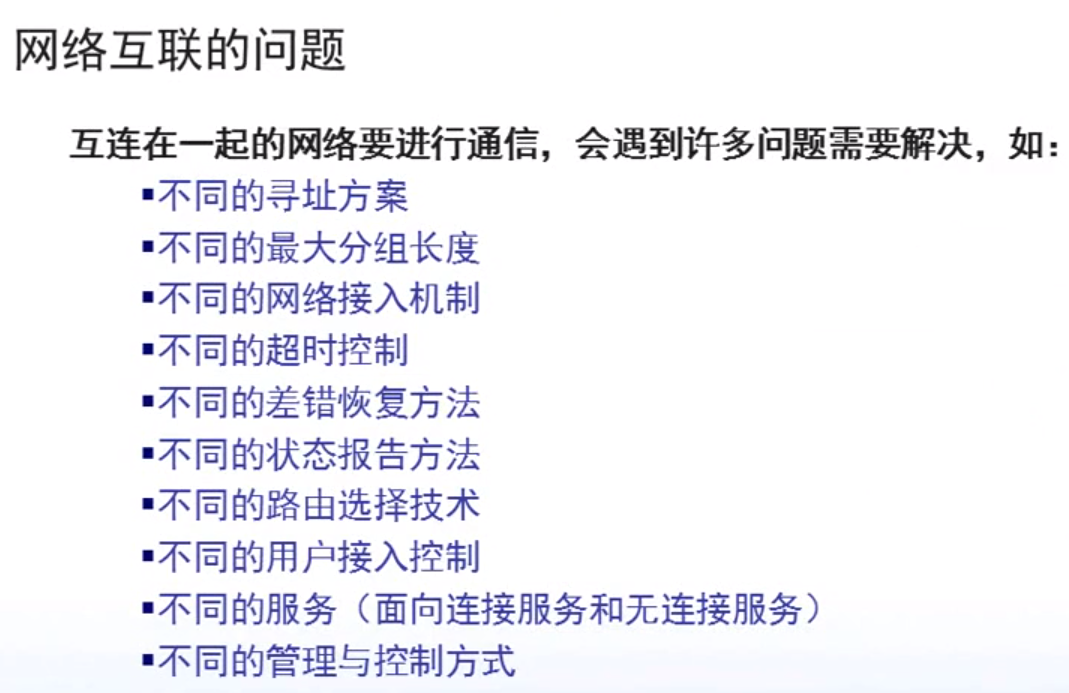 网络互联的问题
互连在一起的网络要进行通信，会遇到许多问题需要解决，如：
▪不同的寻址方案
▪不同的最大分组长度
▪不同的网络接入机制
▪不同的超时控制
▪不同的差错恢复方法
▪不同的状态报告方法
▪不同的路由选择技术
▪不同的用户接入控制
▪不同的服务（面向连接服务和无连接服务）
▪不同的管理与控制方式